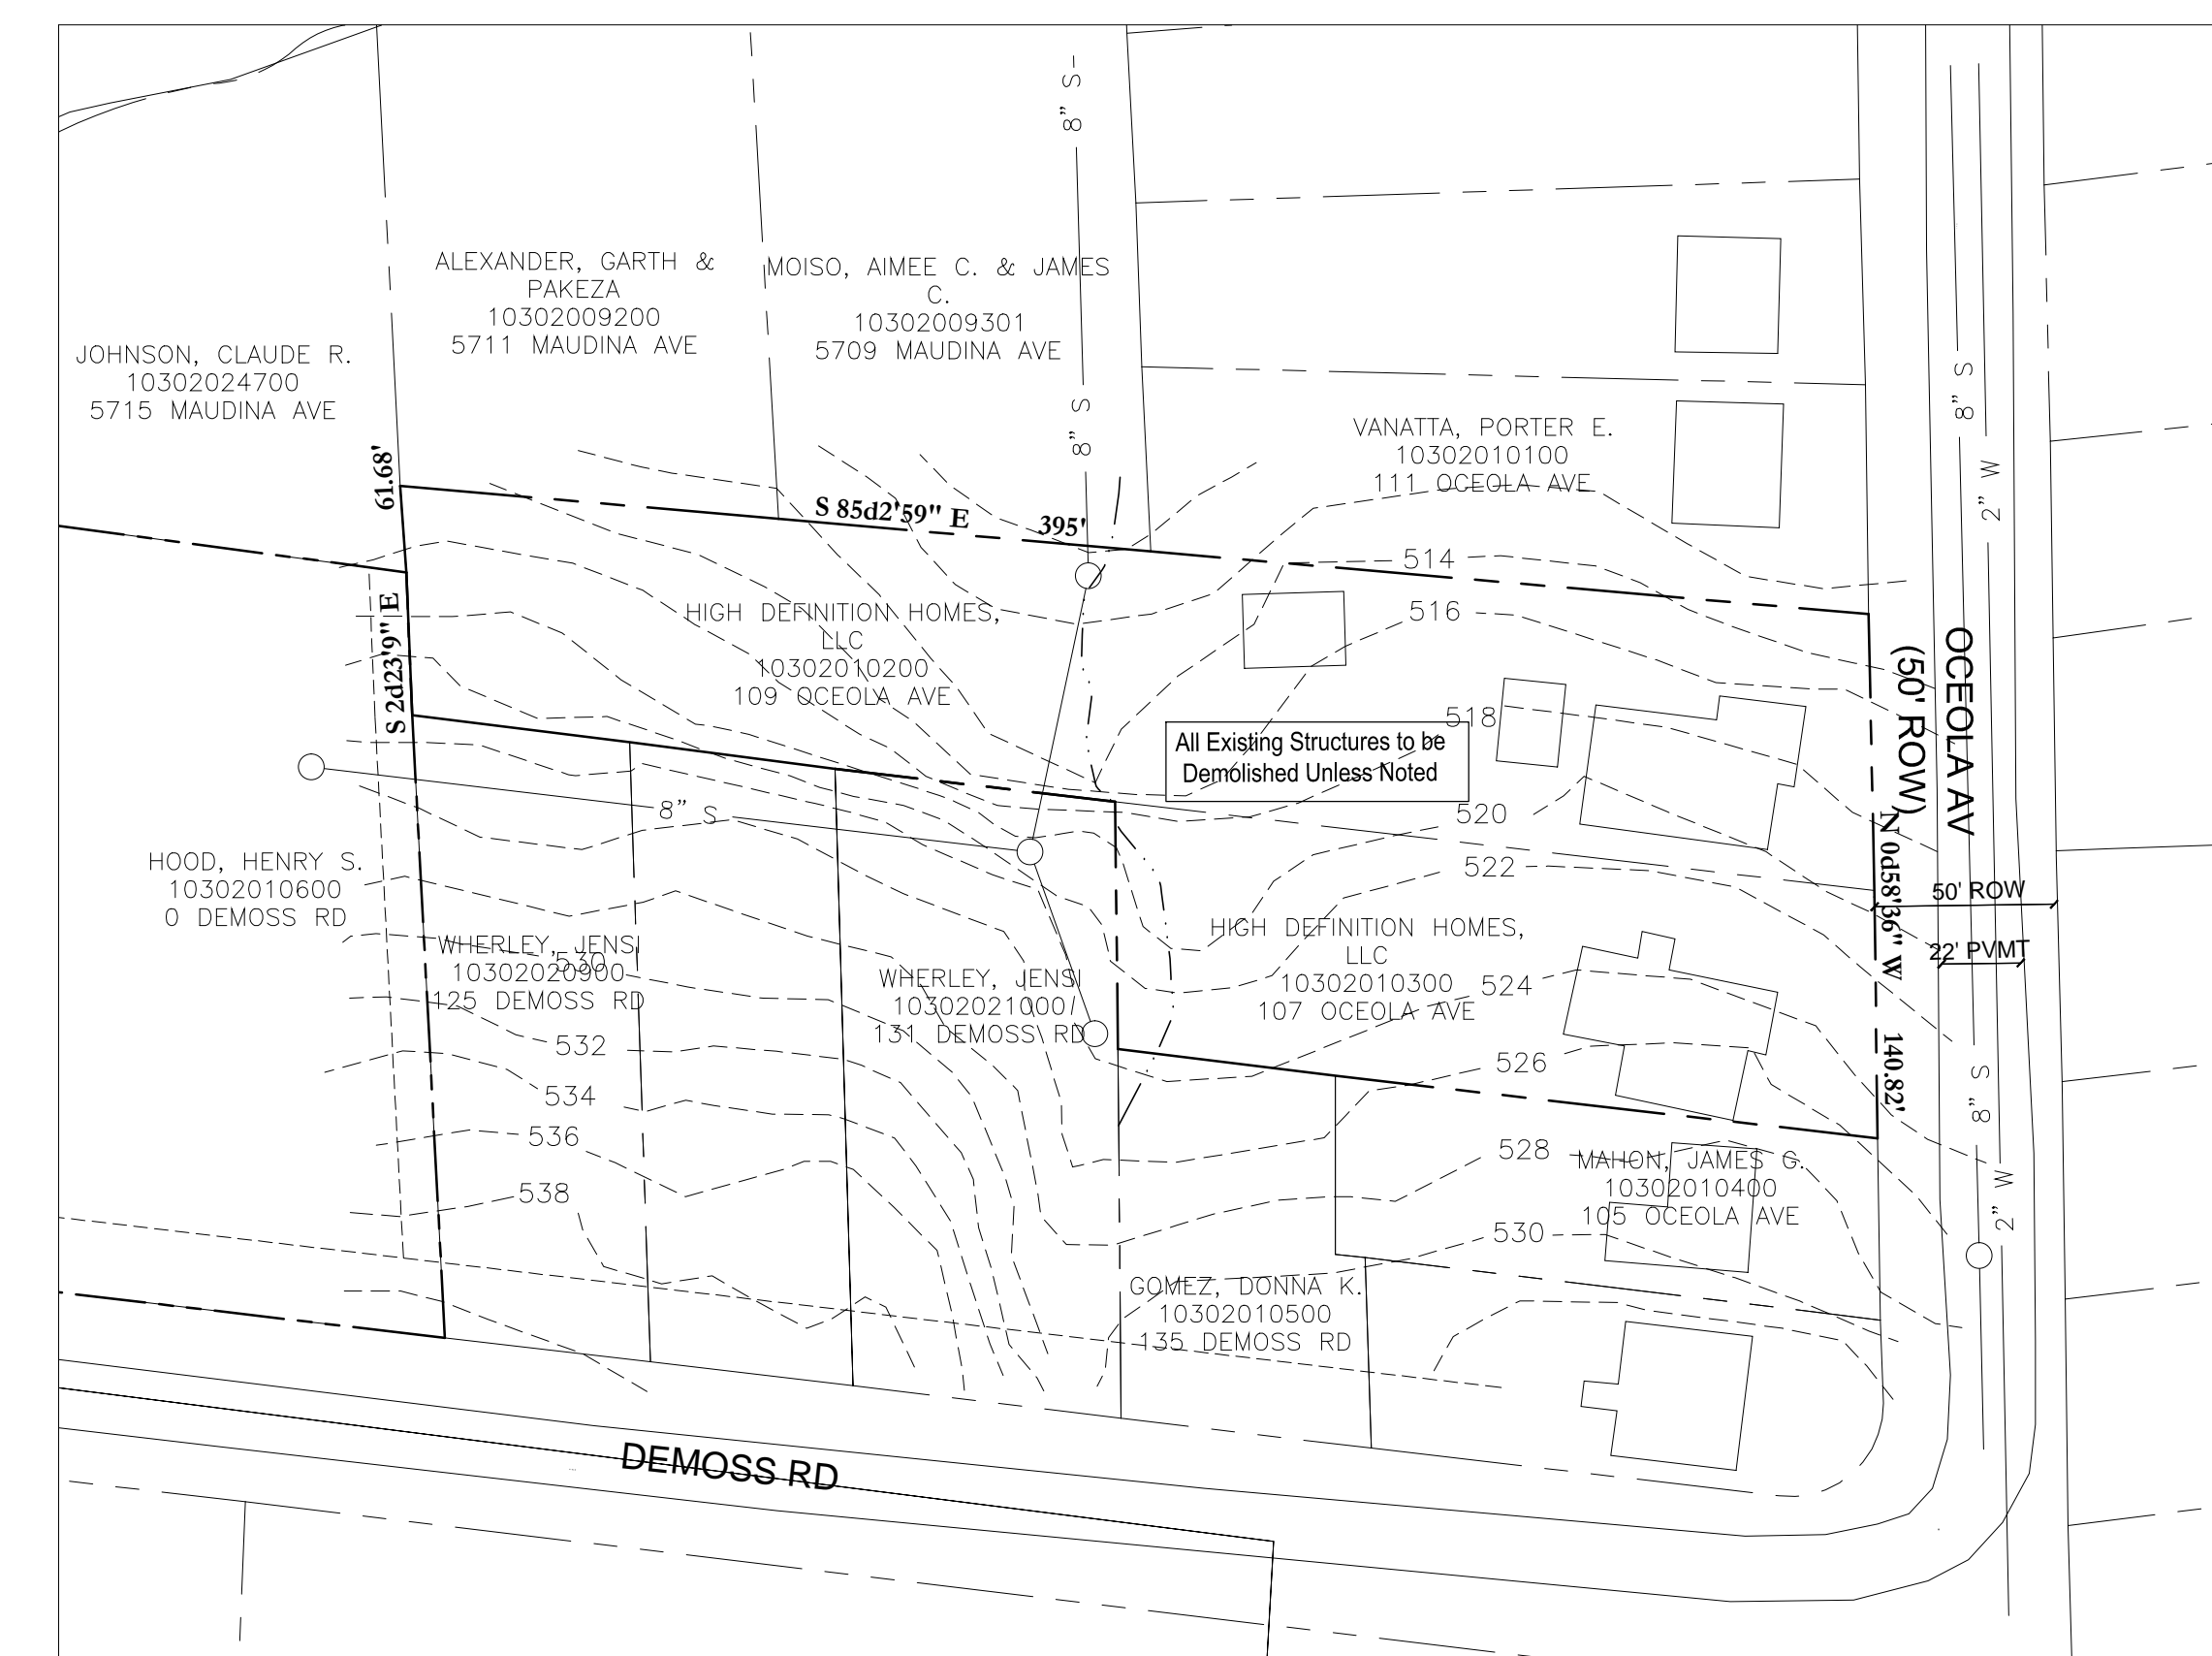 8" S
ALEXANDER, GARTH &
PAKEZA
10302009200
5711 MAUDINA AVE
MOISO, AIMEE C. & JAMES
C.
10302009301
5709 MAUDINA AVE
JOHNSON, CLAUDE R.
10302024700
5715 MAUDINA AVE
8" S
8" S
2" W
VANATTA, PORTER E.
10302010100
111 OCEOLA AVE
61.68'
S 85d2'59" E
395'
514
516
S 2d23'9" E
HIGH DEFINITION HOMES,
LLC
10302010200
109 OCEOLA AVE
518
All Existing Structures to be
Demolished Unless Noted
OCEOLA AV
(50' ROW)
8" S
520
522
N 0d58'36" W
140.82'
50' ROW
22' PVMT
HOOD, HENRY S.
10302010600
0 DEMOSS RD
WHERLEY, JENSI
10302020900
125 DEMOSS RD
530
WHERLEY, JENSI
10302021000
131 DEMOSS RD
HIGH DEFINITION HOMES,
LLC
10302010300
107 OCEOLA AVE
524
526
532
534
536
538
8" S
2" W
528
530
MAHON, JAMES G.
10302010400
105 OCEOLA AVE
GOMEZ, DONNA K.
10302010500
135 DEMOSS RD
DEMOSS RD